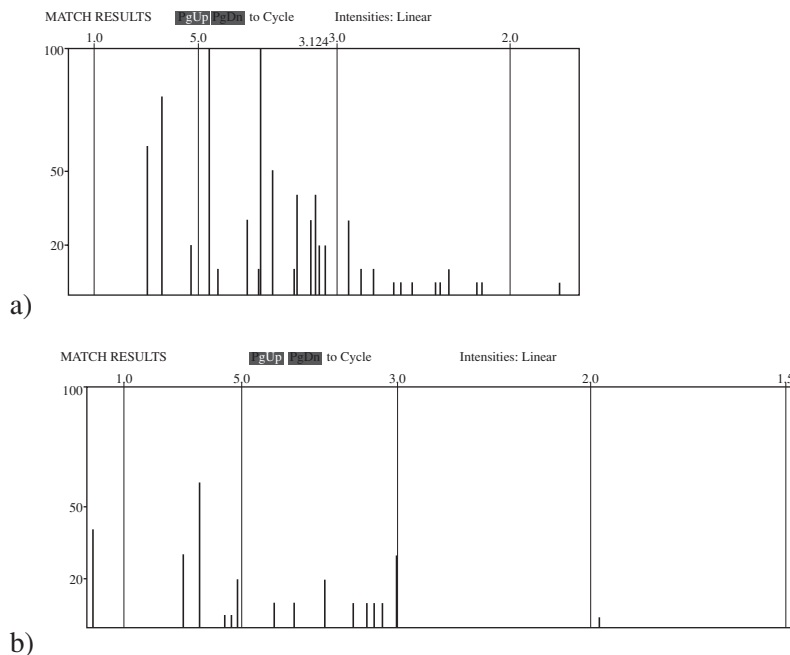 MATCH RESULTS PgUp PgDn to Cycle Intensities: Linear
1.0 5.0 3.124 3.0 2.0
100
50
20
a)
MATCH RESULTS PgUp PgDn to Cycle Intensities: Linear
1.0 5.0 3.0 2.0 1.5
100
50
20
b)